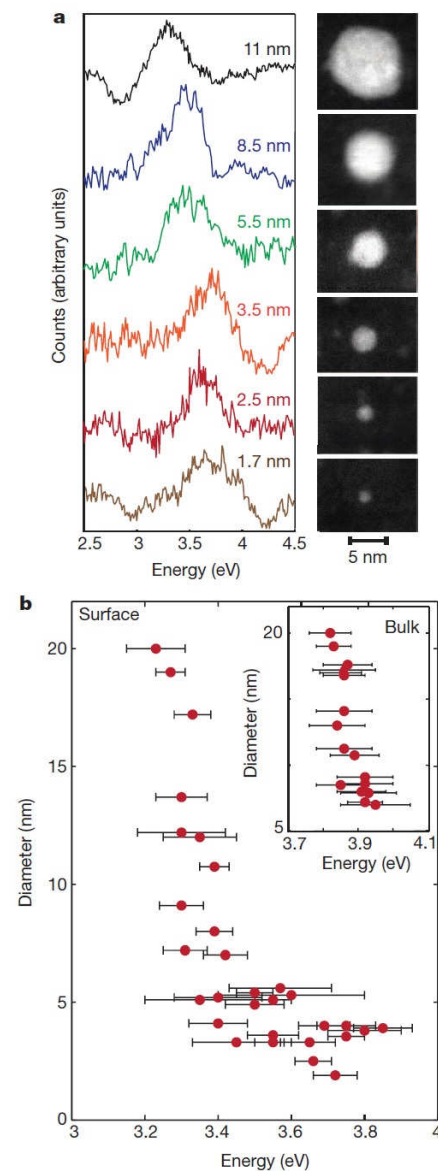 a
11 nm
8.5 nm
5.5 nm
3.5 nm
2.5 nm
1.7 nm
Counts (arbitrary units)
2.5 3 3.5 4 4.5
Energy (eV)
5 nm
b
Surface
Bulk
20
15
10
5
0
Diameter (nm)
3 3.2 3.4 3.6 3.8 4
Energy (eV)
20
5
Diameter (nm)
3.7 3.9 4.1
Energy (eV)